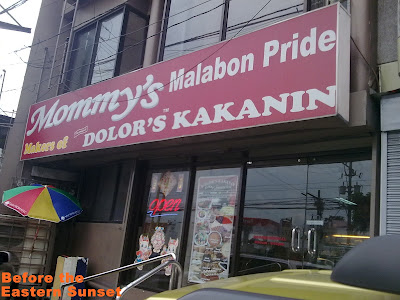 Mommy's Malabon Pride
Makers of DOLOR'S KAKANIN
open
Before the
Eastern Sunset